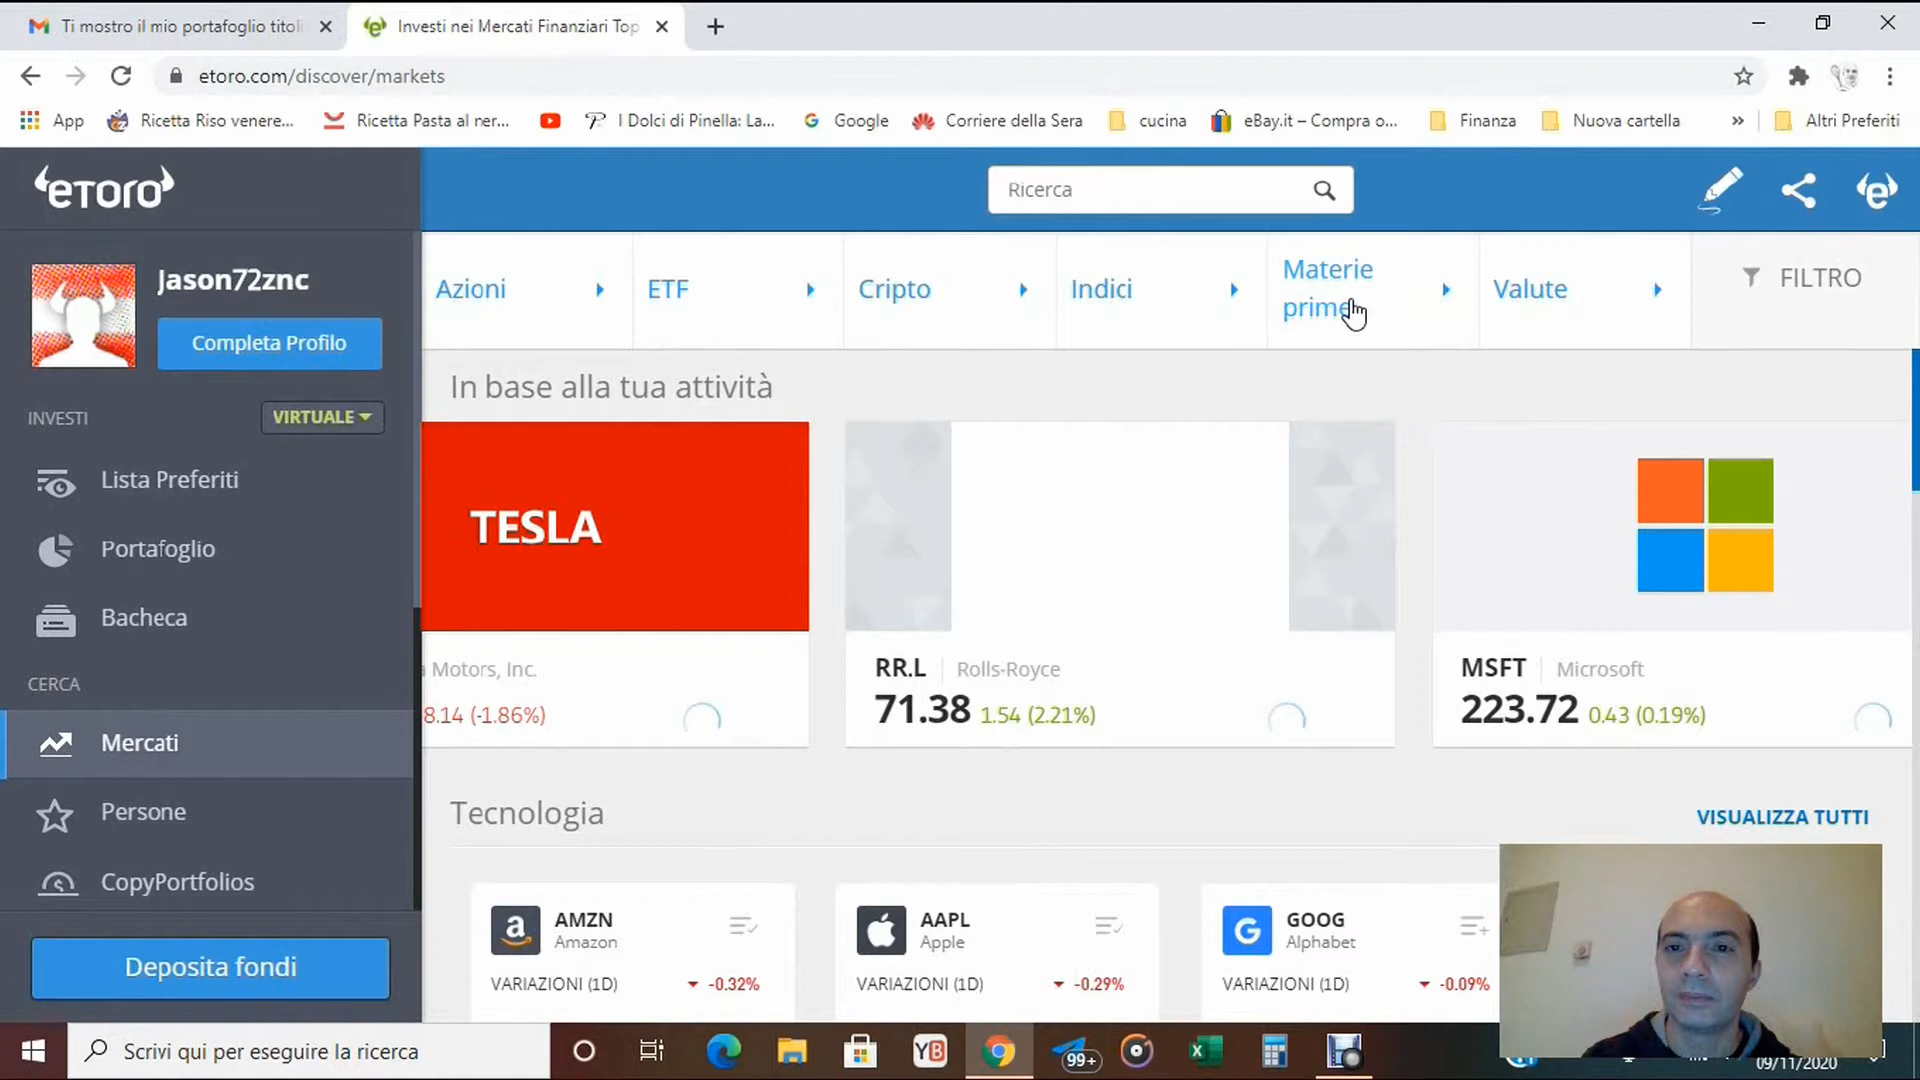 Ti mostro il mio portafoglio titoli
Investi nei Mercati Finanziari Top
etoro.com/discover/markets
App
Ricetta Riso venere...
Ricetta Pasta al ner...
I Dolci di Pinella: La...
Google
Corriere della Sera
cucina
eBay.it – Compra o...
Finanza
Nuova cartella
»
Altri Preferiti
eTORO
Ricerca
Jason72znc
Completa Profilo
INVESTI
VIRTUALE
Lista Preferiti
Portafoglio
Bacheca
CERCA
Mercati
Persone
CopyPortfolios
Deposita fondi
Azioni
ETF
Cripto
Indici
Materie
prime
Valute
FILTRO
In base alla tua attività
TESLA
Motors, Inc.
8.14 (-1.86%)
RR.L
Rolls-Royce
71.38 1.54 (2.21%)
MSFT
Microsoft
223.72 0.43 (0.19%)
Tecnologia
VISUALIZZA TUTTI
AMZN
Amazon
VARIAZIONI (1D)
-0.32%
AAPL
Apple
VARIAZIONI (1D)
-0.29%
GOOG
Alphabet
VARIAZIONI (1D)
-0.09%
Scrivi qui per eseguire la ricerca
YB
99+
09/11/2020